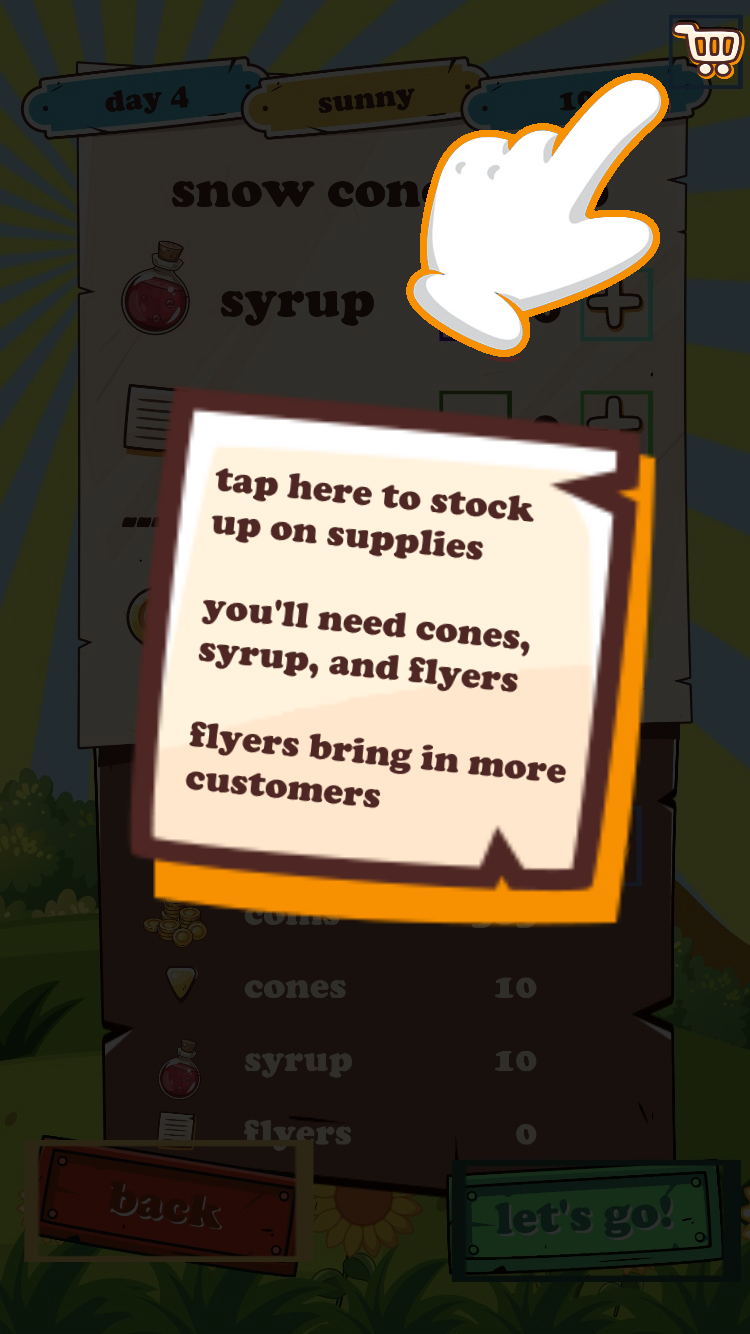 day 4
sunny
snow
syrup
tap here to stock
up on supplies
you'll need cones,
syrup, and flyers
flyers bring in more
customers
coins
cones 10
syrup 10
flyers 0
back
let's go!